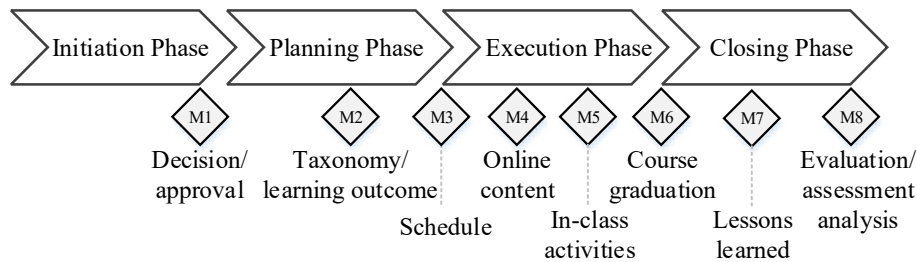 Initiation Phase
Planning Phase
Execution Phase
Closing Phase
M1
M2
M3
M4
M5
M6
M7
M8
Decision/
approval
Taxonomy/
learning outcome
Schedule
Online
content
In-class
activities
Course
graduation
Lessons
learned
Evaluation/
assessment
analysis